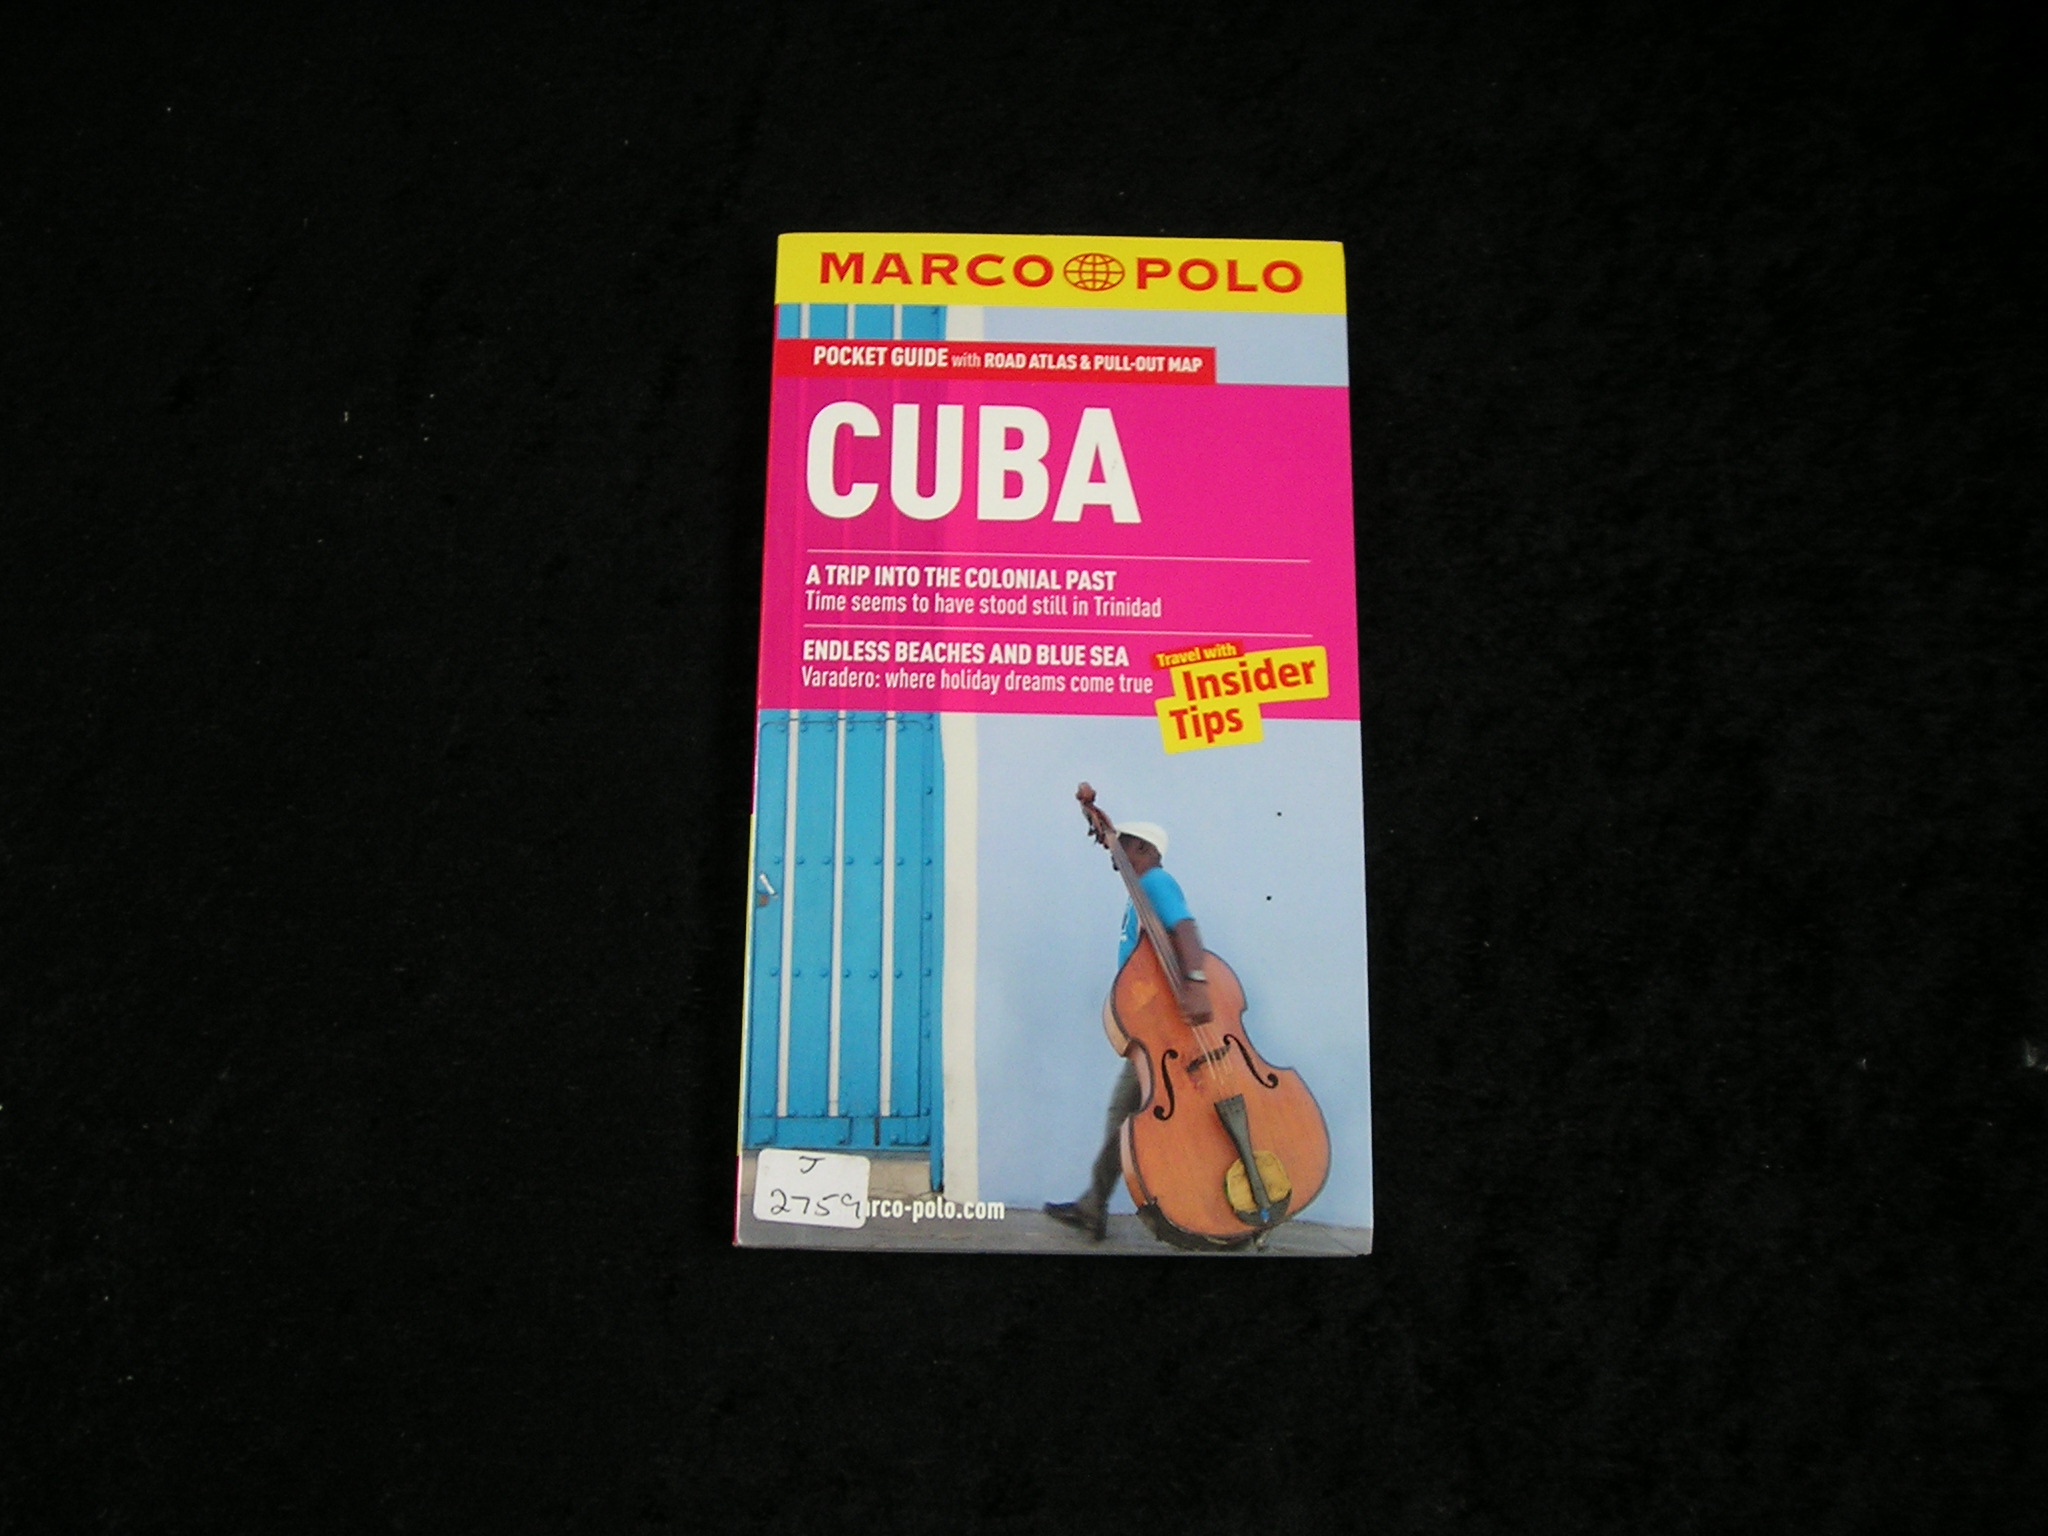 MARCO POLO
POCKET GUIDE with ROAD ATLAS & PULL-OUT MAP
CUBA
A TRIP INTO THE COLONIAL PAST
Time seems to have stood still in Trinidad
ENDLESS BEACHES AND BLUE SEA
Varadero: where holiday dreams come true
Travel with
Insider
Tips
J
2759
rco-polo.com